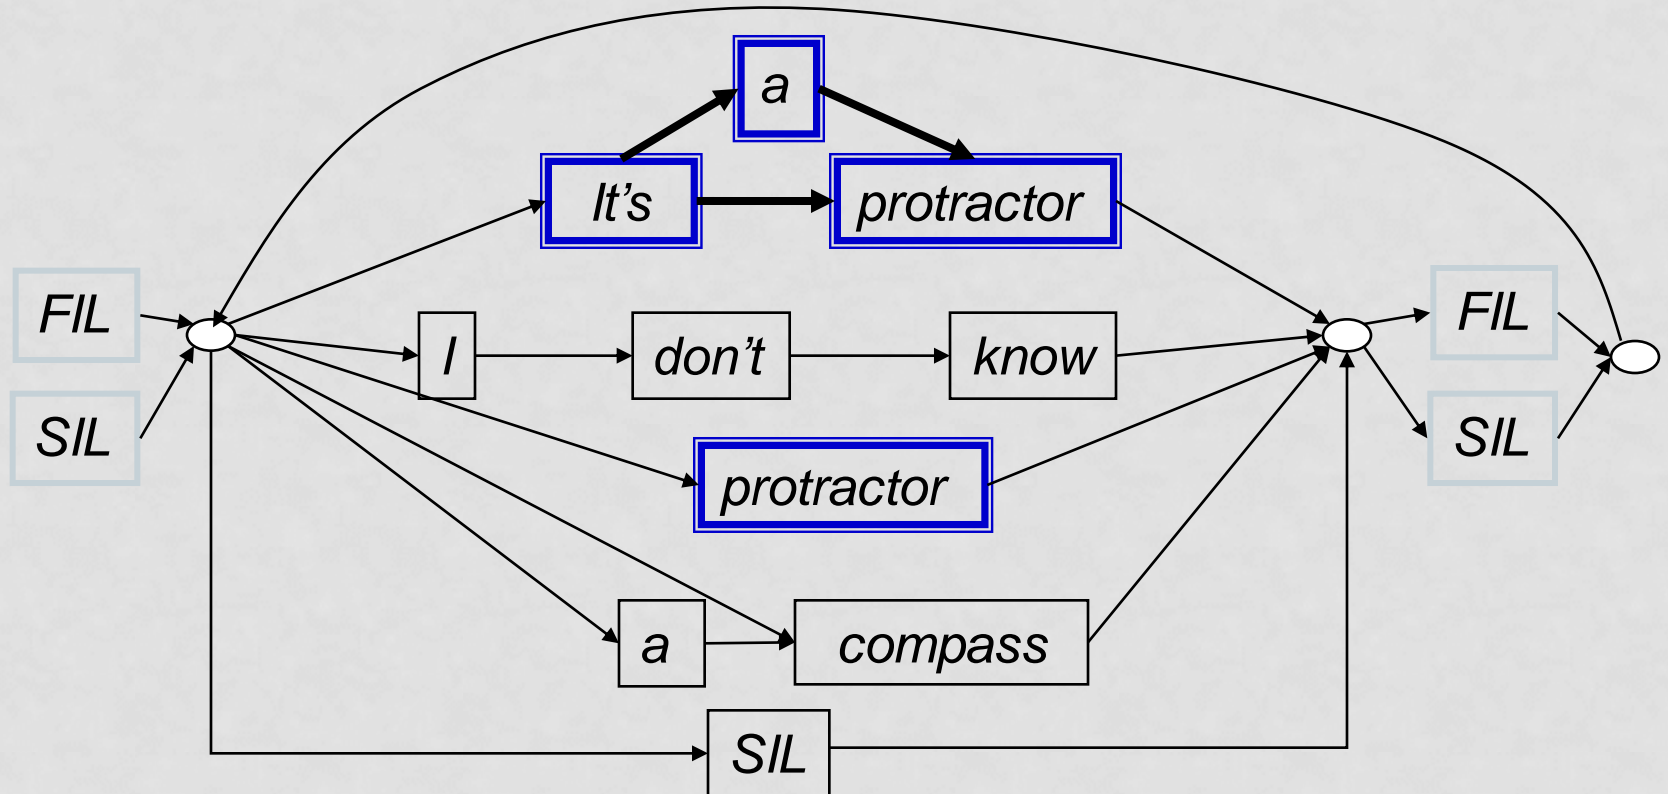 a
It's
protractor
FIL
I
don't
know
FIL
SIL
protractor
SIL
a
compass
SIL